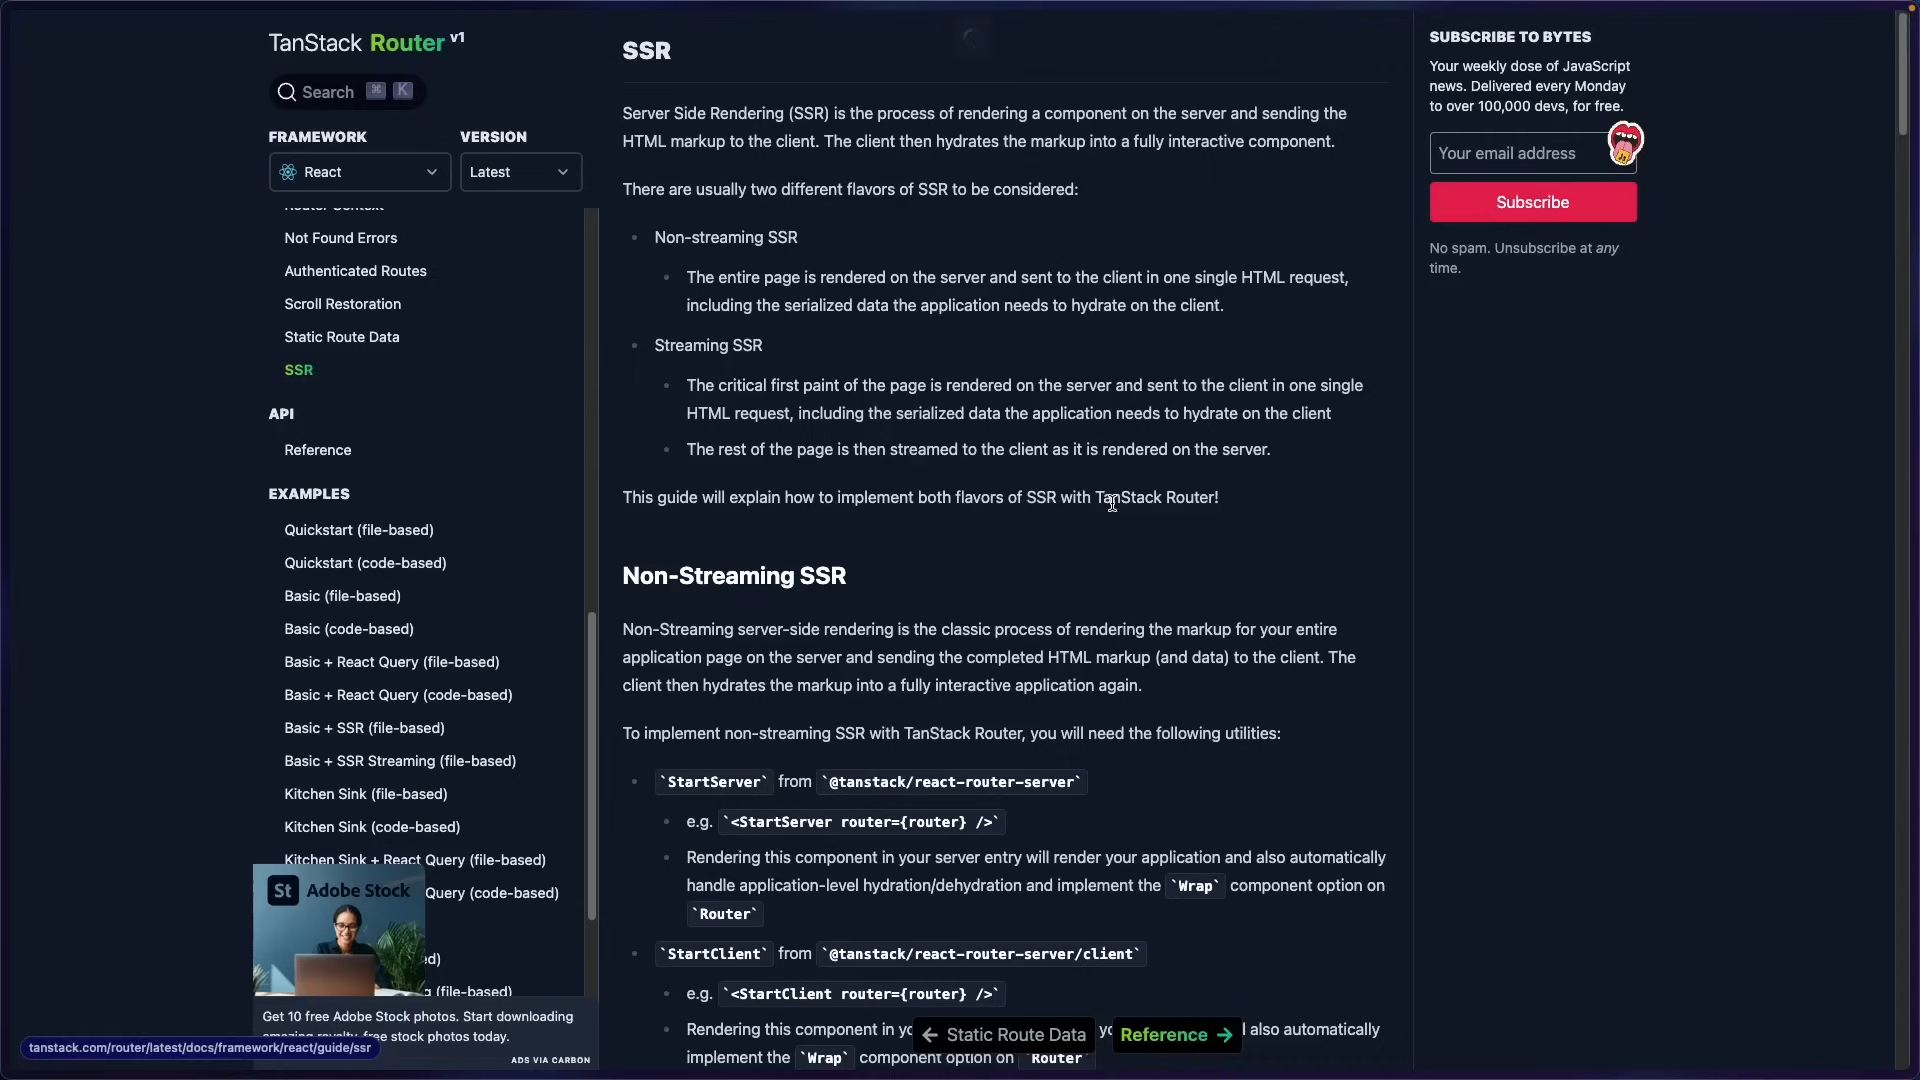 TanStack Router v1
Search ⌘ K
FRAMEWORK
VERSION
React
Latest
Router Context
Not Found Errors
Authenticated Routes
Scroll Restoration
Static Route Data
SSR
API
Reference
EXAMPLES
Quickstart (file-based)
Quickstart (code-based)
Basic (file-based)
Basic (code-based)
Basic + React Query (file-based)
Basic + React Query (code-based)
Basic + SSR (file-based)
Basic + SSR Streaming (file-based)
Kitchen Sink (file-based)
Kitchen Sink (code-based)
Kitchen Sink + React Query (file-based)
Query (code-based)
ed)
(file-based)
St Adobe Stock
Get 10 free Adobe Stock photos. Start downloading
amazing royalty-free stock photos today.
ADS VIA CARBON
tanstack.com/router/latest/docs/framework/react/guide/ssr
SSR
Server Side Rendering (SSR) is the process of rendering a component on the server and sending the
HTML markup to the client. The client then hydrates the markup into a fully interactive component.
There are usually two different flavors of SSR to be considered:
Non-streaming SSR
The entire page is rendered on the server and sent to the client in one single HTML request,
including the serialized data the application needs to hydrate on the client.
Streaming SSR
The critical first paint of the page is rendered on the server and sent to the client in one single
HTML request, including the serialized data the application needs to hydrate on the client
The rest of the page is then streamed to the client as it is rendered on the server.
This guide will explain how to implement both flavors of SSR with TanStack Router!
Non-Streaming SSR
Non-Streaming server-side rendering is the classic process of rendering the markup for your entire
application page on the server and sending the completed HTML markup (and data) to the client. The
client then hydrates the markup into a fully interactive application again.
To implement non-streaming SSR with TanStack Router, you will need the following utilities:
`StartServer` from `@tanstack/react-router-server`
e.g. `<StartServer router={router} />`
Rendering this component in your server entry will render your application and also automatically
handle application-level hydration/dehydration and implement the `Wrap` component option on
`Router`
`StartClient` from `@tanstack/react-router-server/client`
e.g. `<StartClient router={router} />`
Rendering this component in yo
← Static Route Data
Reference →
also automatically
implement the `Wrap` component option on `Router`
SUBSCRIBE TO BYTES
Your weekly dose of JavaScript
news. Delivered every Monday
to over 100,000 devs, for free.
Your email address
Subscribe
No spam. Unsubscribe at any
time.